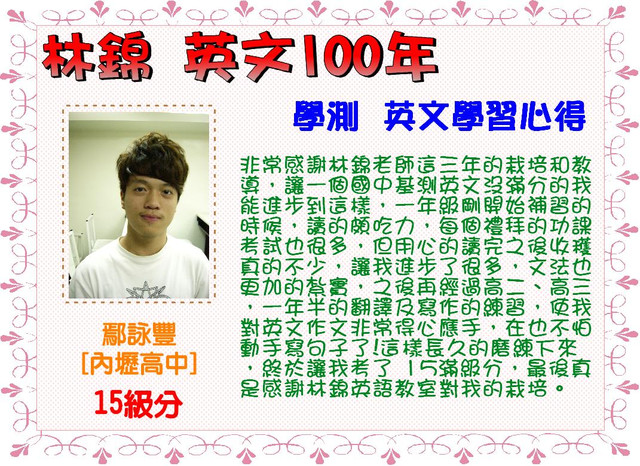 林錦 英文100年
學測 英文學習心得
非常感謝林錦老師這三年的栽培和教
導，讓一個國中基測英文沒滿分的我
能進步到這樣，一年級剛開始補習的
時候，讀的頗吃力，每個禮拜的功課
考試也很多，但用心的讀完之後收穫
真的不少，讓我進步了很多，文法也
更加的紮實，之後再經過高二、高三
，一年半的翻譯及寫作的練習，使我
對英文作文非常得心應手，在也不怕
動手寫句子了!這樣長久的磨練下來
，終於讓我考了 15滿級分，最後真
是感謝林錦英語教室對我的栽培。
鄢詠豐
[內壢高中]
15級分